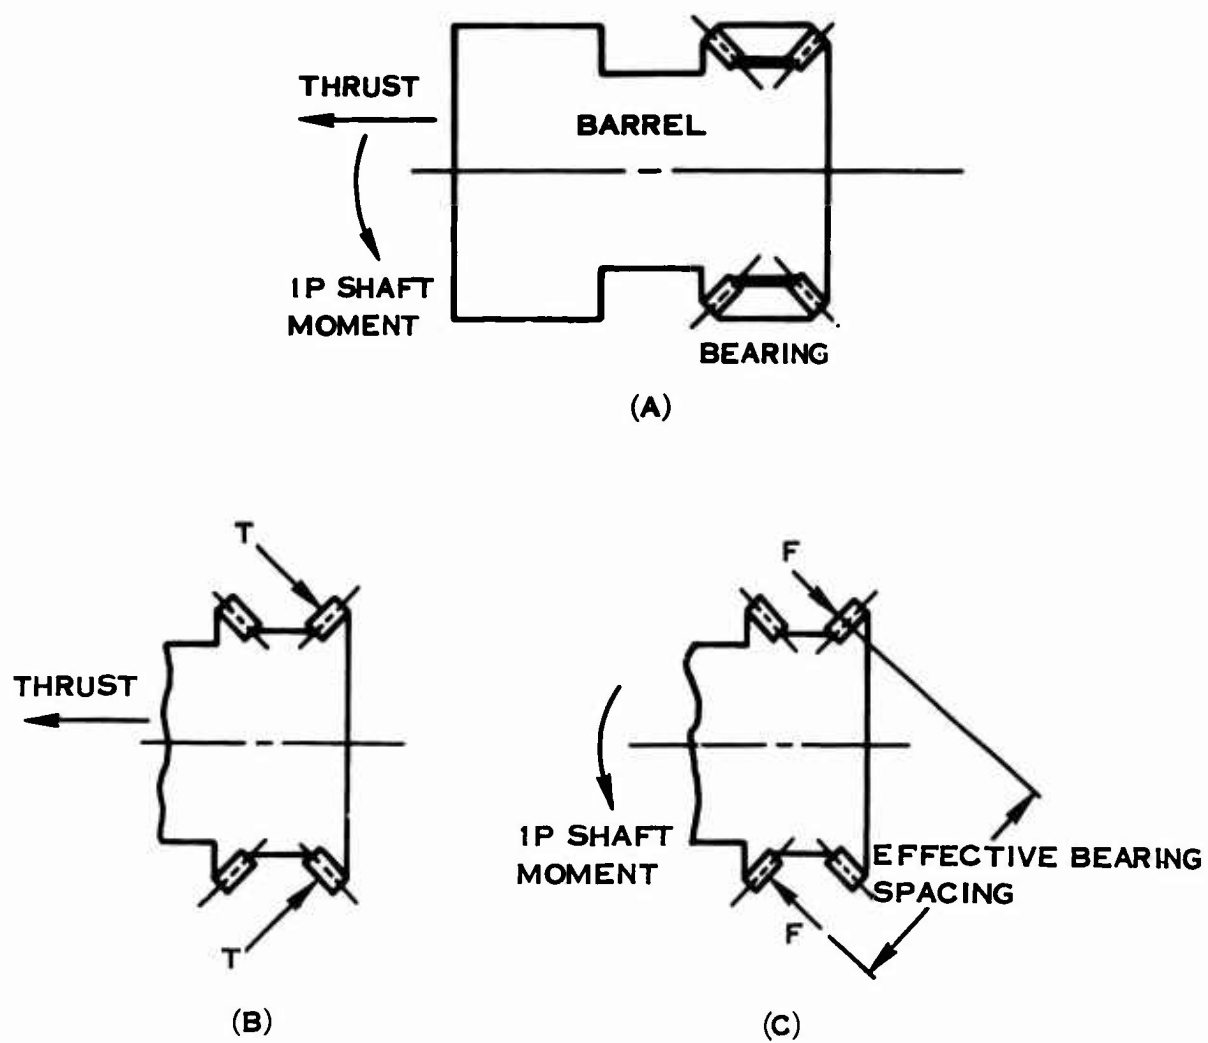 THRUST
BARREL
1P SHAFT
MOMENT
BEARING
(A)
T
THRUST
T
(B)
F
1P SHAFT
MOMENT
EFFECTIVE BEARING
SPACING
F
(C)